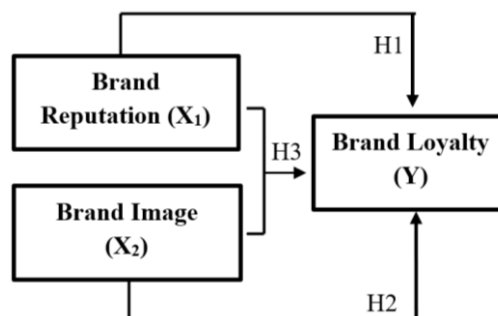 H1
Brand
Reputation (X₁)
H3
Brand Loyalty
(Y)
Brand Image
(X₂)
H2